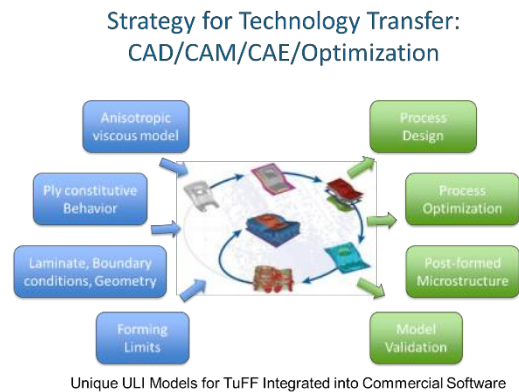 Strategy for Technology Transfer:
CAD/CAM/CAE/Optimization
Anisotropic
viscous model
Process
Design
Ply constitutive
Behavior
Process
Optimization
Laminate, Boundary
conditions, Geometry
Post-formed
Microstructure
Forming
Limits
Model
Validation
Unique ULI Models for TuFF Integrated into Commercial Software